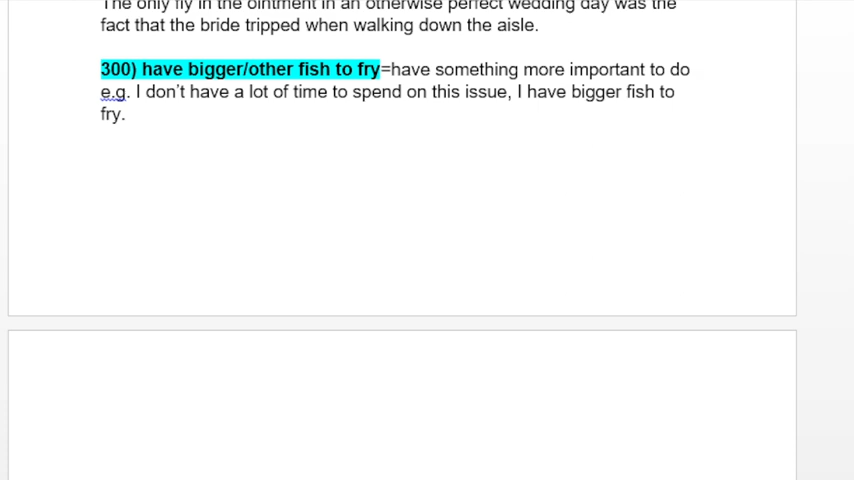 The only fly in the ointment in an otherwise perfect wedding day was the
fact that the bride tripped when walking down the aisle.
300) have bigger/other fish to fry=have something more important to do
e.g. I don't have a lot of time to spend on this issue, I have bigger fish to
fry.